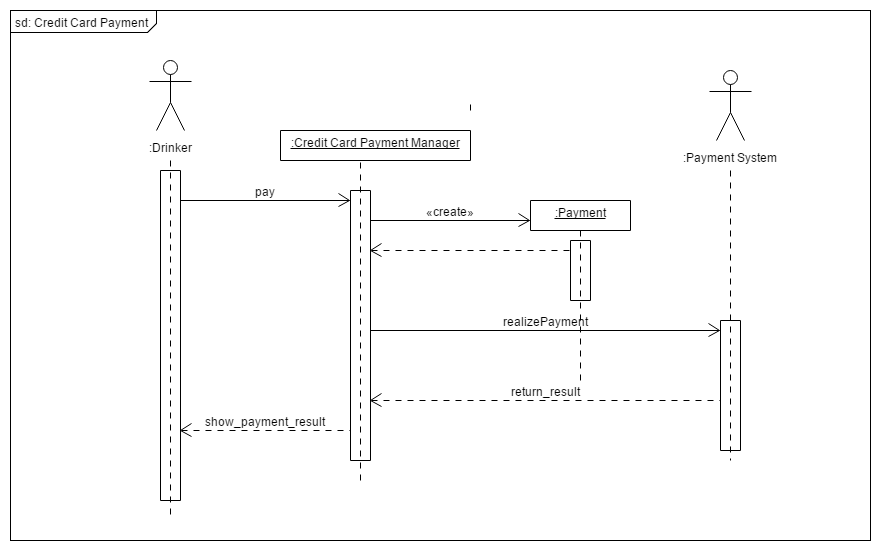 sd: Credit Card Payment
:Drinker
:Credit Card Payment Manager
:Payment System
pay
«create»
:Payment
realizePayment
return_result
show_payment_result